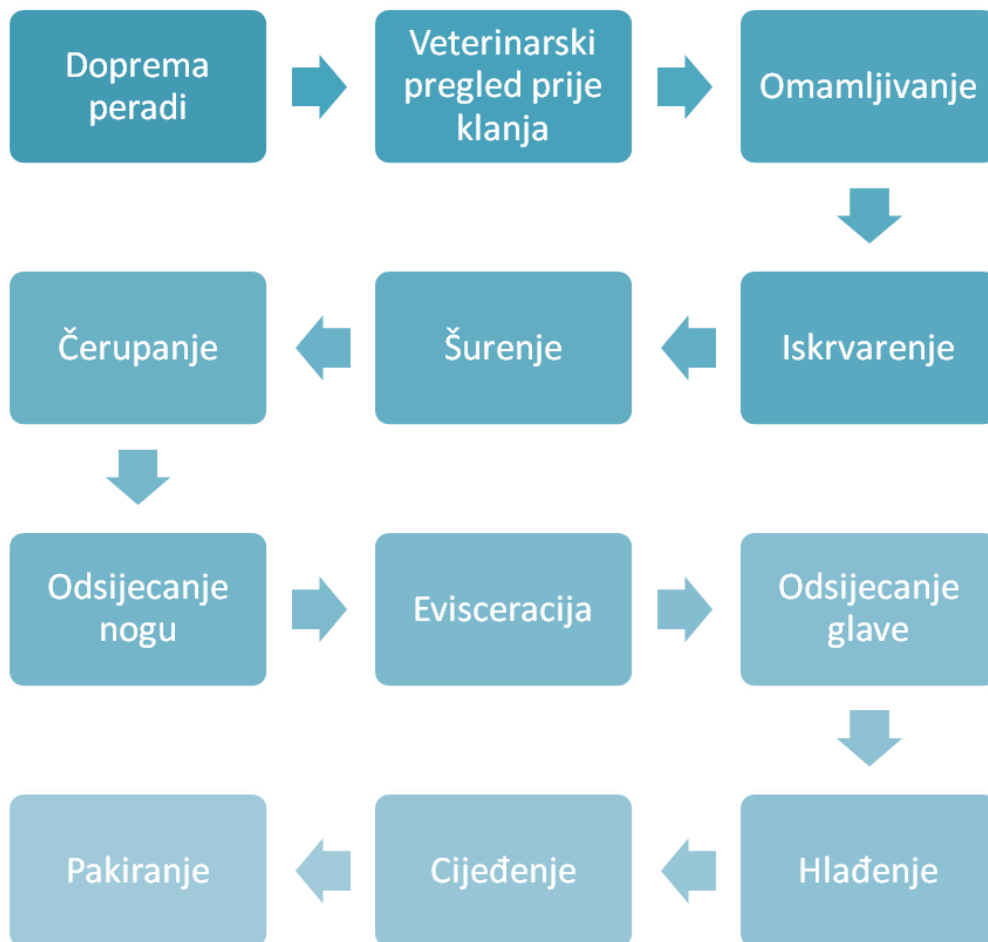 Doprema
peradi
Veterinarski
pregled prije
klanja
Omamljivanje
Iskrvarenje
Šurenje
Čerupanje
Odsijecanje
nogu
Evisceracija
Odsijecanje
glave
Hlađenje
Cijeđenje
Pakiranje